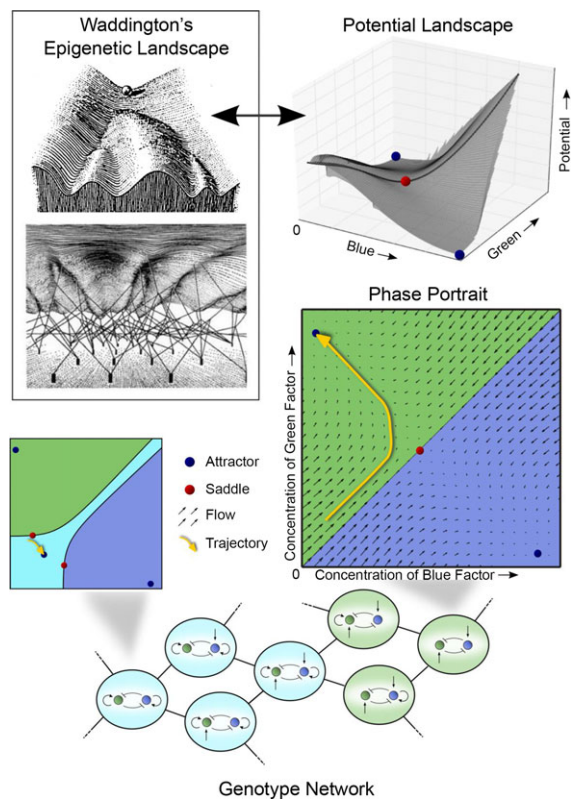 Waddington's
Epigenetic Landscape
Potential Landscape
Potential
0
Blue
Green
Phase Portrait
Concentration of Green Factor
0
Concentration of Blue Factor
Attractor
Saddle
Flow
Trajectory
Genotype Network